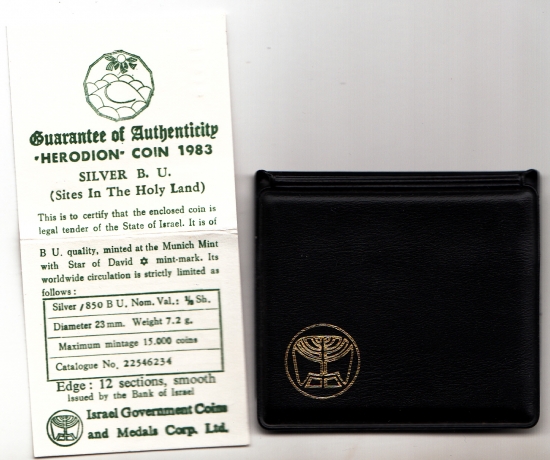 Guarantee of Authenticity
"HERODION" COIN 1983
SILVER B. U.
(Sites In The Holy Land)
This is to certify that the enclosed coin is
legal tender of the State of Israel. It is of
B U. quality, minted at the Munich Mint
with Star of David ✡ mint-mark. Its
worldwide circulation is strictly limited as
follows:
Silver /850 B U, Nom. Val.: ½ Sh.
Diameter 23 mm. Weight 7.2 g.
Maximum mintage 15.000 coins
Catalogue No. 22546234
Edge: 12 sections, smooth
Issued by the Bank of Israel
Israel Government Coins
and Medals Corp. Ltd.